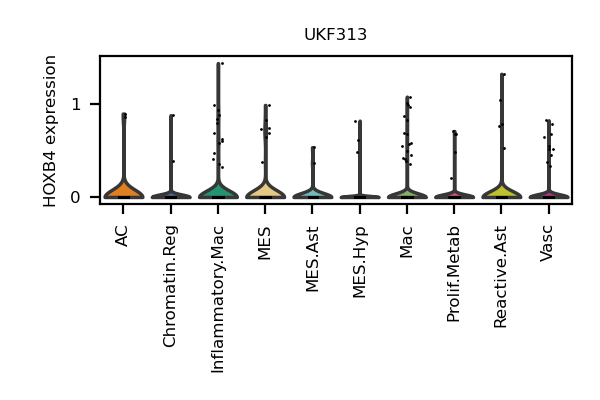 UKF313
HOXB4 expression
1
0
AC
Chromatin.Reg
Inflammatory.Mac
MES
MES.Ast
MES.Hyp
Mac
Prolif.Metab
Reactive.Ast
Vasc